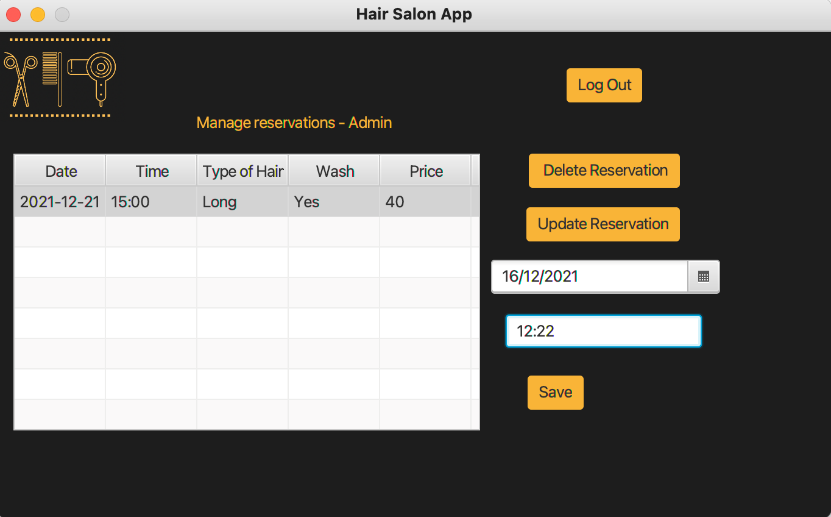 Hair Salon App
Log Out
Manage reservations - Admin
Date Time Type of Hair Wash Price
2021-12-21 15:00 Long Yes 40
Delete Reservation
Update Reservation
16/12/2021
12:22
Save